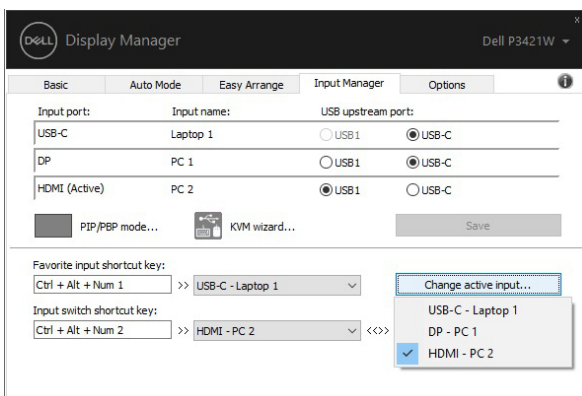 x
DELL Display Manager Dell P3421W
Basic Auto Mode Easy Arrange Input Manager Options i
Input port: Input name: USB upstream port:
USB-C Laptop 1 USB1 USB-C
DP PC 1 USB1 USB-C
HDMI (Active) PC 2 USB1 USB-C
PIP/PBP mode... KVM wizard... Save
Favorite input shortcut key:
Ctrl + Alt + Num 1 >> USB-C - Laptop 1 Change active input...
Input switch shortcut key:
Ctrl + Alt + Num 2 >> HDMI - PC 2 <<>>
USB-C - Laptop 1
DP - PC 1
HDMI - PC 2